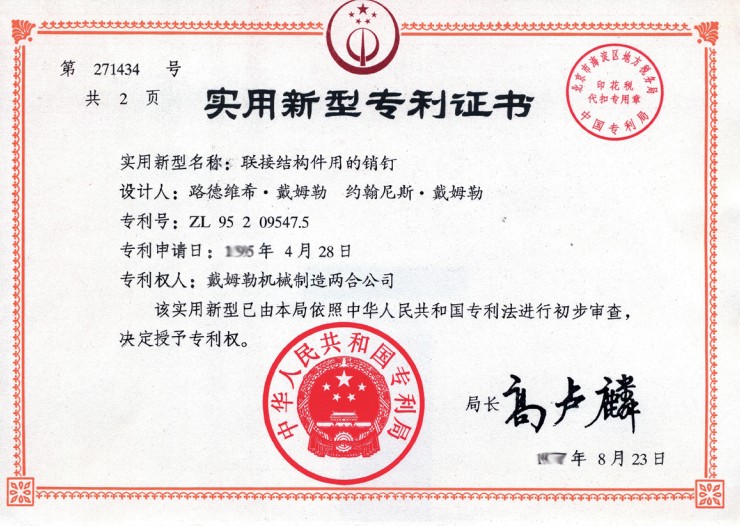 第 271434 号
共 2 页
北京市海淀区地方税务局
印花税
代扣专用章
中国专利局
实用新型专利证书
实用新型名称：联接结构件用的销钉
设计人：路德维希·戴姆勒 约翰尼斯·戴姆勒
专利号：ZL 95 2 09547.5
专利申请日： 年 4 月 28 日
专利权人：戴姆勒机械制造两合公司
该实用新型已由本局依照中华人民共和国专利法进行初步审查，
决定授予专利权。
中华人民共和国专利局
局长 高卢麟
年 8 月 23 日